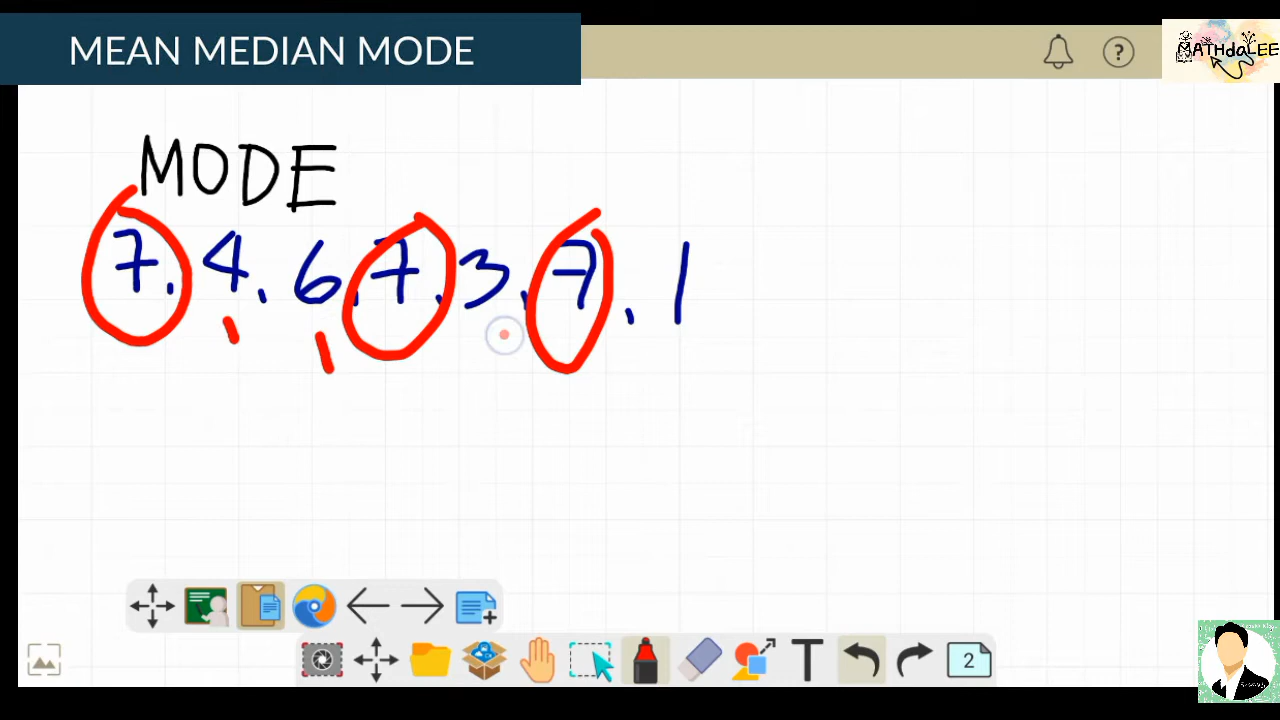 MEAN MEDIAN MODE
MATHdaLEE
MODE
7, 4, 6, 7, 3, 7, 1
T
2